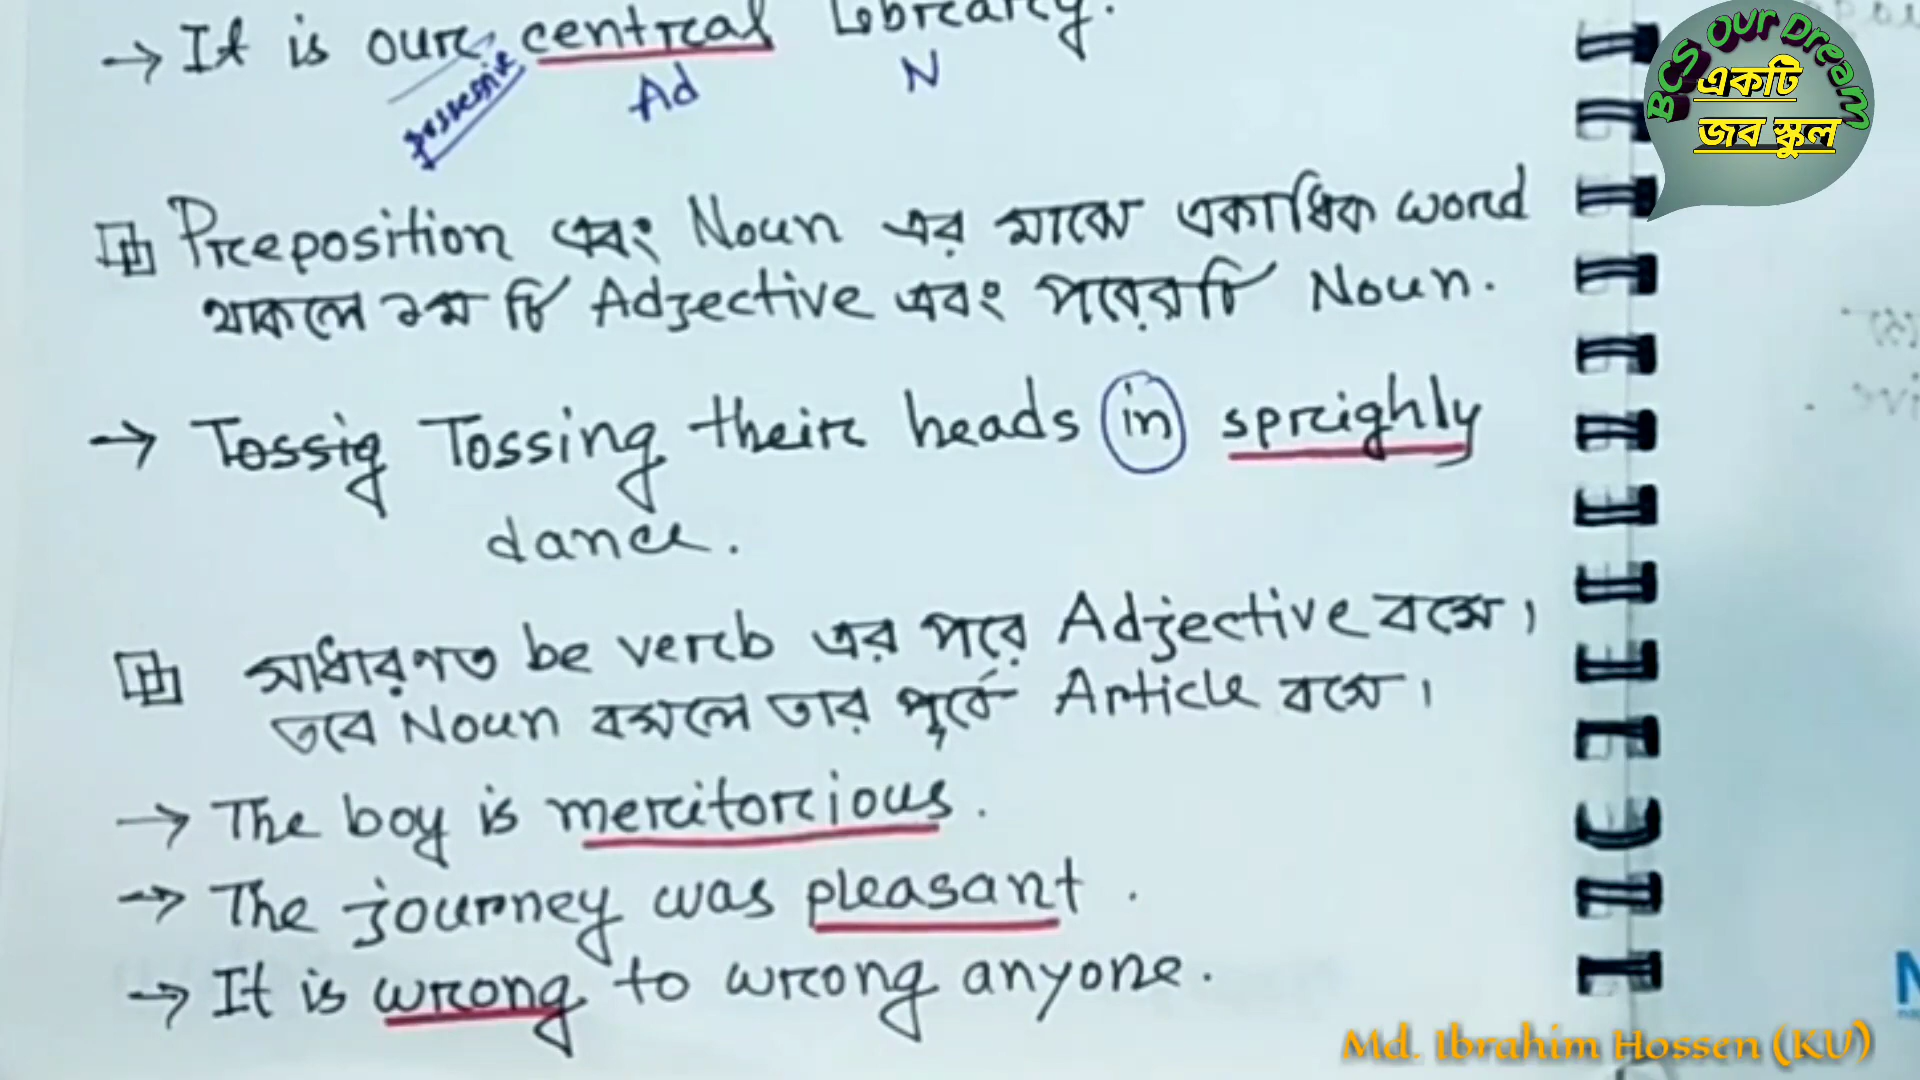 → It is our central Lebrary.
possessive Ad N
Preposition এবং Noun এর মাঝে একাধিক word
থাকলে ১ম টি Adjective এবং পরেরটি Noun.
→ Tossig Tossing their heads in sprighly
dance.
সাধারণত be verb এর পরে Adjective বসে।
তবে Noun বসলে তার পূর্বে Article বসে।
→ The boy is meritorious.
→ The journey was pleasant.
→ It is wrong to wrong anyone.
BCS Our Dream
একটি
জব স্কুল
Md. Ibrahim Hossen (KU)